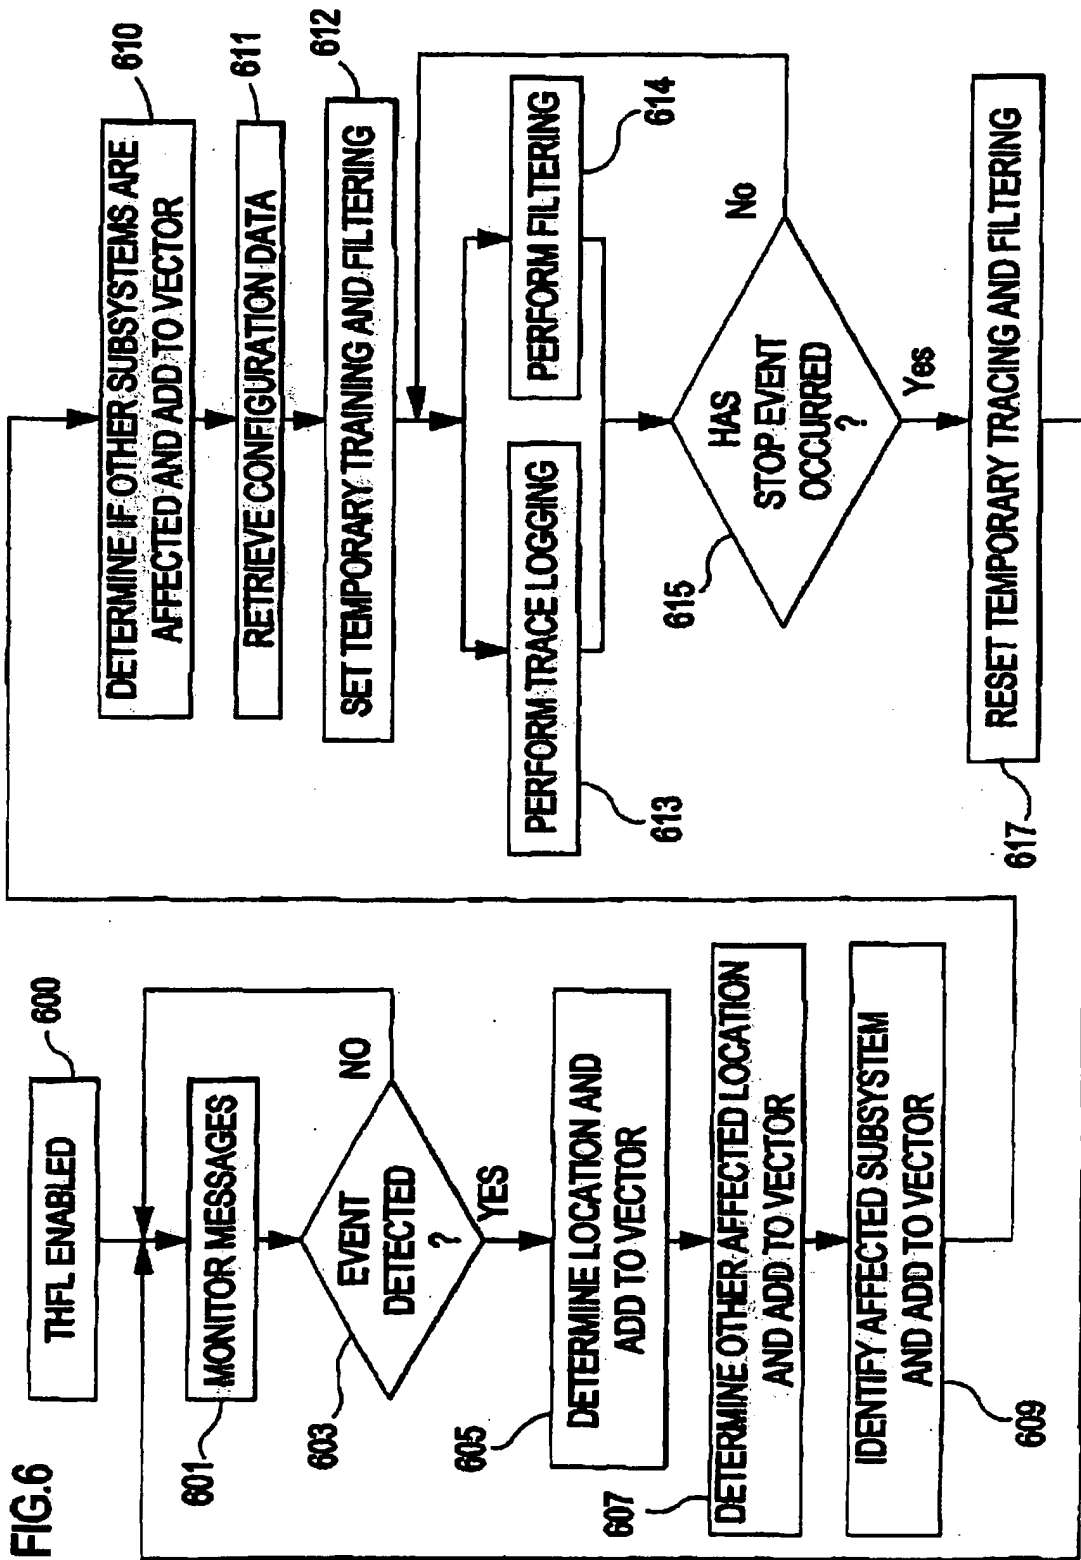 FIG.6
THFL ENABLED
600
MONITOR MESSAGES
601
EVENT
DETECTED
?
603
NO
YES
DETERMINE LOCATION AND
ADD TO VECTOR
605
DETERMINE OTHER AFFECTED LOCATION
AND ADD TO VECTOR
607
IDENTIFY AFFECTED SUBSYSTEM
AND ADD TO VECTOR
609
DETERMINE IF OTHER SUBSYSTEMS ARE
AFFECTED AND ADD TO VECTOR
610
RETRIEVE CONFIGURATION DATA
611
SET TEMPORARY TRAINING AND FILTERING
612
PERFORM TRACE LOGGING
613
PERFORM FILTERING
614
HAS
STOP EVENT
OCCURRED
?
615
No
Yes
RESET TEMPORARY TRACING AND FILTERING
617